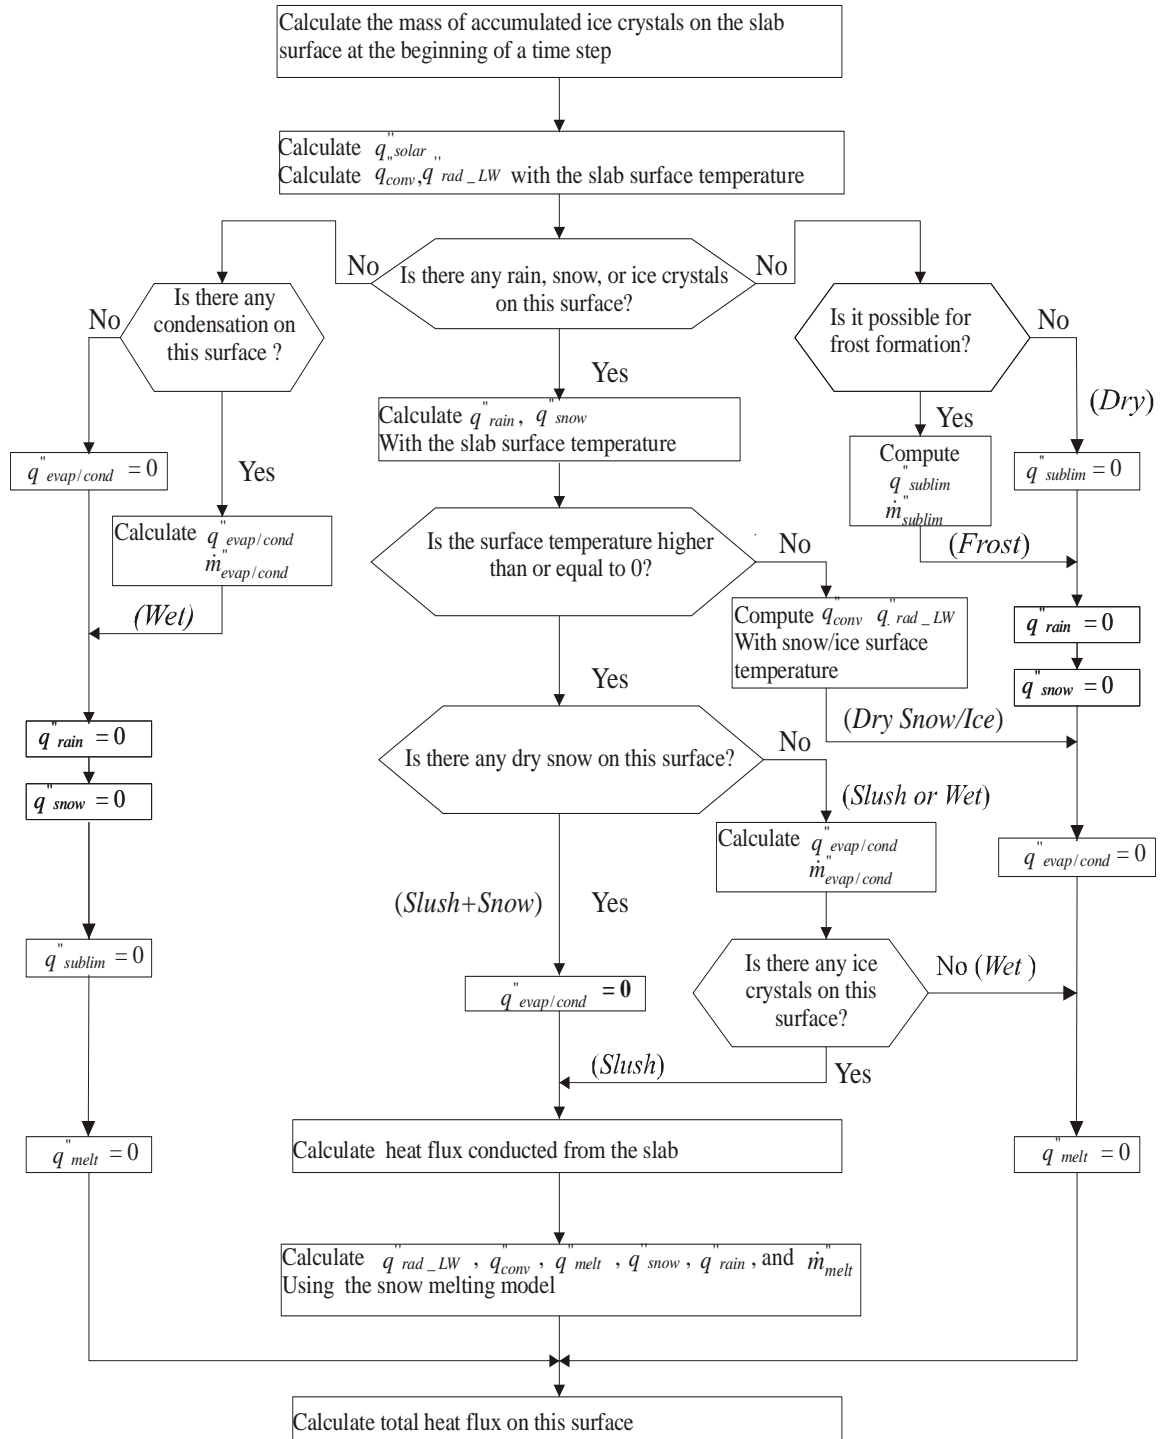 Calculate the mass of accumulated ice crystals on the slab
surface at the beginning of a time step
Calculate q''solar
Calculate q''conv, q''rad_LW with the slab surface temperature
No
Is there any rain, snow, or ice crystals
on this surface?
No
Is there any
condensation on
this surface ?
No
Is it possible for
frost formation?
No
Yes
Calculate q''rain, q''snow
With the slab surface temperature
(Dry)
Yes
q''evap/cond = 0
Yes
Compute
q''sublim
ṁ''sublim
q''sublim = 0
Calculate q''evap/cond
ṁ''evap/cond
Is the surface temperature higher
than or equal to 0?
No
(Frost)
(Wet)
Compute q''conv q''rad_LW
With snow/ice surface
temperature
q''rain = 0
Yes
q''snow = 0
q''rain = 0
(Dry Snow/Ice)
Is there any dry snow on this surface?
No
q''snow = 0
(Slush or Wet)
Calculate q''evap/cond
ṁ''evap/cond
q''evap/cond = 0
(Slush+Snow)
Yes
q''sublim = 0
Is there any ice
crystals on this
surface?
No (Wet )
q''evap/cond = 0
(Slush)
Yes
Calculate heat flux conducted from the slab
q''melt = 0
q''melt = 0
Calculate q''rad_LW , q''conv , q''melt , q''snow , q''rain , and ṁ''melt
Using the snow melting model
Calculate total heat flux on this surface